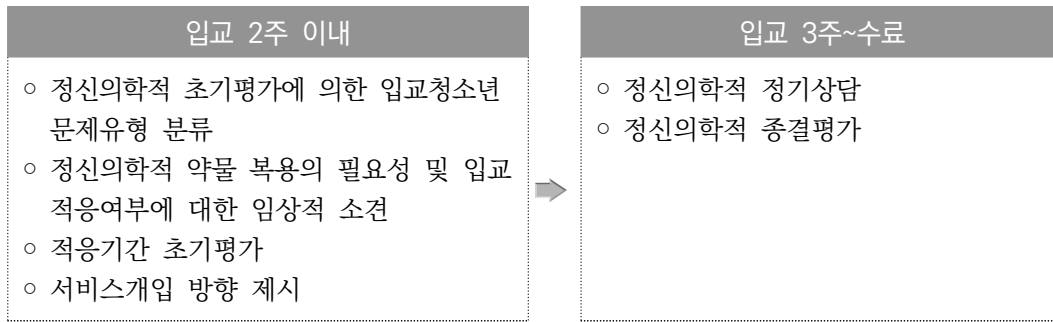 입교 2주 이내
○ 정신의학적 초기평가에 의한 입교청소년
문제유형 분류
○ 정신의학적 약물 복용의 필요성 및 입교
적응여부에 대한 임상적 소견
○ 적응기간 초기평가
○ 서비스개입 방향 제시
입교 3주~수료
○ 정신의학적 정기상담
○ 정신의학적 종결평가